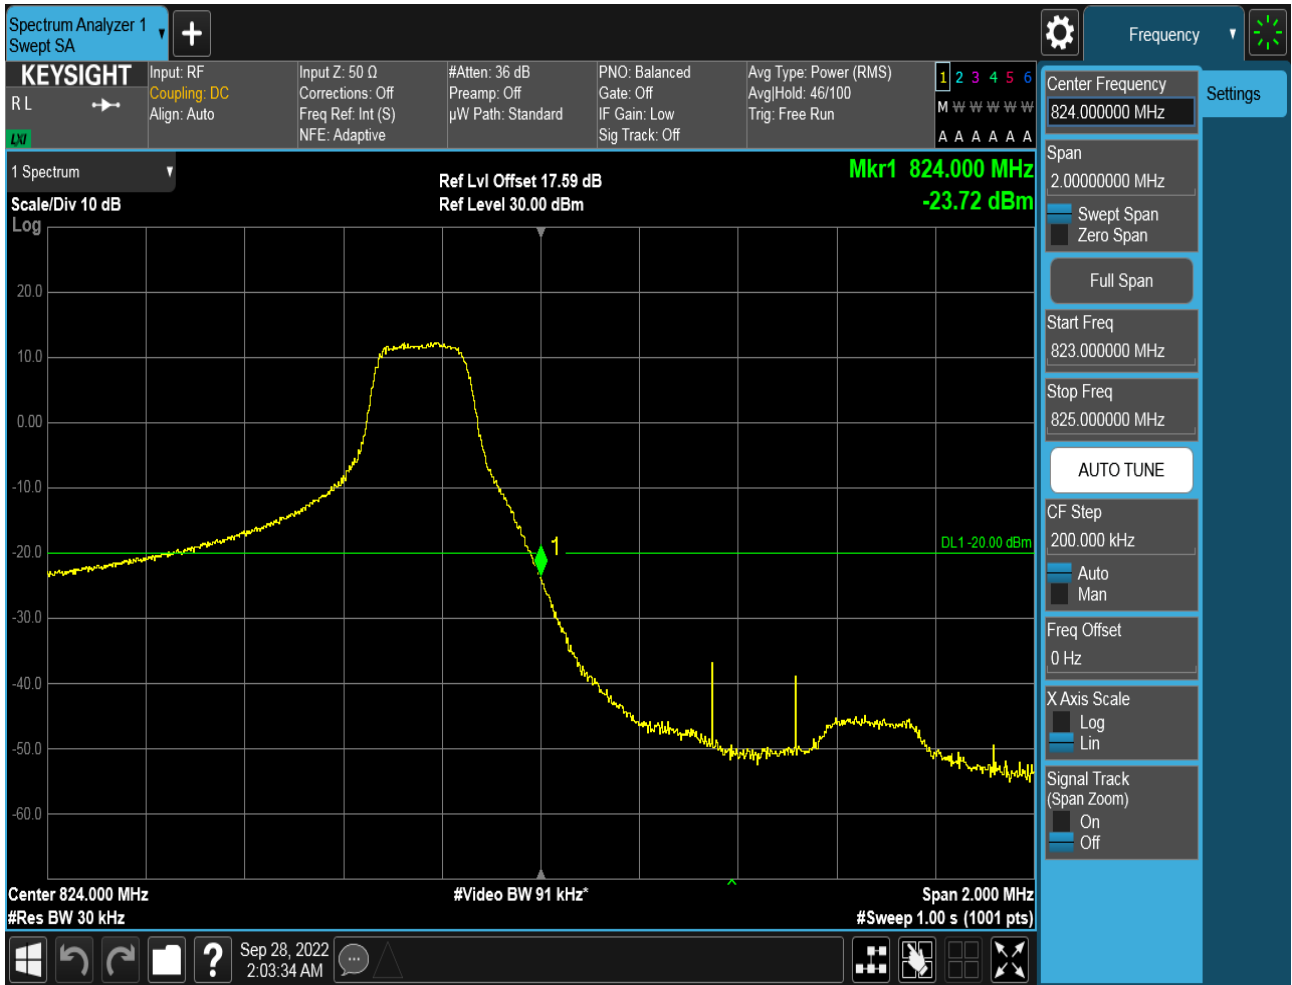 Spectrum Analyzer 1
Swept SA
Frequency
KEYSIGHT
R L
LXI
Input: RF
Coupling: DC
Align: Auto
Input Z: 50 Ω
Corrections: Off
Freq Ref: Int (S)
NFE: Adaptive
#Atten: 36 dB
Preamp: Off
µW Path: Standard
PNO: Balanced
Gate: Off
IF Gain: Low
Sig Track: Off
Avg Type: Power (RMS)
Avg|Hold: 46/100
Trig: Free Run
1 2 3 4 5 6
M W W W W W
A A A A A A
1 Spectrum
Scale/Div 10 dB
Log
Ref Lvl Offset 17.59 dB
Ref Level 30.00 dBm
Mkr1 824.000 MHz
-23.72 dBm
20.0
10.0
0.00
-10.0
-20.0
-30.0
-40.0
-50.0
-60.0
1
DL1 -20.00 dBm
Center 824.000 MHz
#Res BW 30 kHz
#Video BW 91 kHz*
Span 2.000 MHz
#Sweep 1.00 s (1001 pts)
Sep 28, 2022
2:03:34 AM
Center Frequency
824.000000 MHz
Settings
Span
2.00000000 MHz
Swept Span
Zero Span
Full Span
Start Freq
823.000000 MHz
Stop Freq
825.000000 MHz
AUTO TUNE
CF Step
200.000 kHz
Auto
Man
Freq Offset
0 Hz
X Axis Scale
Log
Lin
Signal Track
(Span Zoom)
On
Off